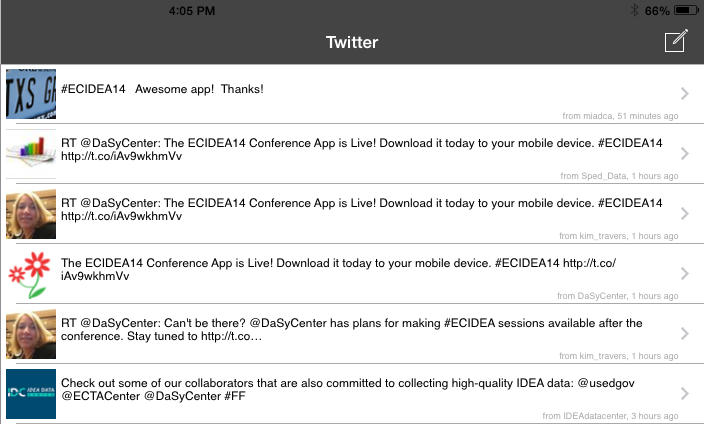 4:05 PM
66%
Twitter
TXS GR
#ECIDEA14 Awesome app! Thanks!
from miadca, 51 minutes ago
RT @DaSyCenter: The ECIDEA14 Conference App is Live! Download it today to your mobile device. #ECIDEA14
http://t.co/iAv9wkhmVv
from Sped_Data, 1 hours ago
RT @DaSyCenter: The ECIDEA14 Conference App is Live! Download it today to your mobile device. #ECIDEA14
http://t.co/iAv9wkhmVv
from kim_travers, 1 hours ago
The ECIDEA14 Conference App is Live! Download it today to your mobile device. #ECIDEA14 http://t.co/
iAv9wkhmVv
from DaSyCenter, 1 hours ago
RT @DaSyCenter: Can't be there? @DaSyCenter has plans for making #ECIDEA sessions available after the
conference. Stay tuned to http://t.co…
from kim_travers, 1 hours ago
IDC IDEA DATA
CENTER
Check out some of our collaborators that are also committed to collecting high-quality IDEA data: @usedgov
@ECTACenter @DaSyCenter #FF
from IDEAdatacenter, 3 hours ago